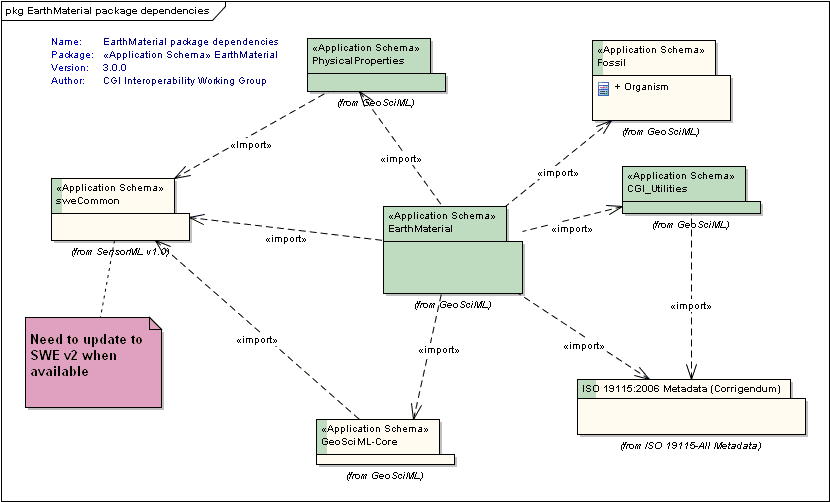 pkg EarthMaterial package dependencies
Name: EarthMaterial package dependencies
Package: «Application Schema» EarthMaterial
Version: 3.0.0
Author: CGI Interoperability Working Group
«Application Schema»
PhysicalProperties
(from GeoSciML)
«Application Schema»
Fossil
+ Organism
(from GeoSciML)
«import»
«import»
«import»
«Application Schema»
sweCommon
(from SensorML v1.0)
«Application Schema»
CGI_Utilities
(from GeoSciML)
«Application Schema»
EarthMaterial
(from GeoSciML)
«import»
«import»
«import»
«import»
«import»
«import»
Need to update to
SWE v2 when
available
ISO 19115:2006 Metadata (Corrigendum)
(from ISO 19115-All Metadata)
«Application Schema»
GeoSciML-Core
(from GeoSciML)